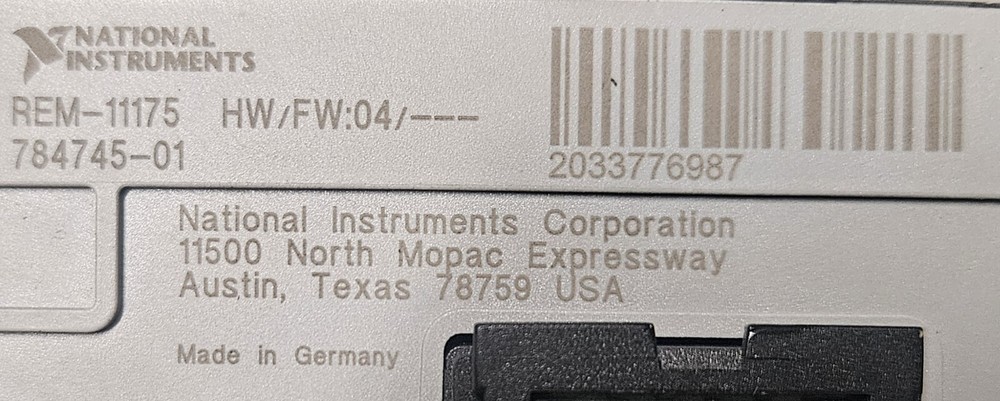 NATIONAL
INSTRUMENTS
REM-11175 HW/FW:04/---
784745-01
2033776987
National Instruments Corporation
11500 North Mopac Expressway
Austin, Texas 78759 USA
Made in Germany